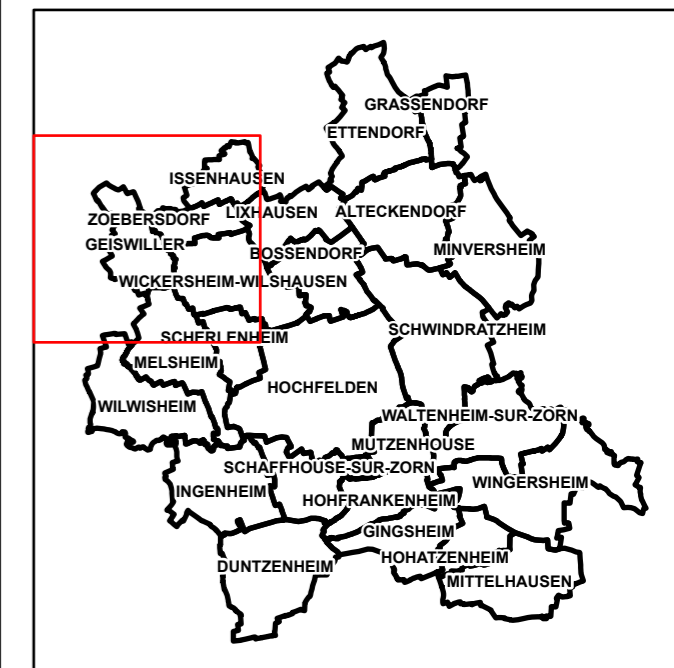 GRASSENDORF
ETTENDORF
ISSENHAUSEN
LIXHAUSEN
ALTECKENDORF
ZOEBERSDORF
GEISWILLER
BOSSENDORF
MINVERSHEIM
WICKERSHEIM-WILSHAUSEN
SCHWINDRATZHEIM
SCHERLENHEIM
MELSHEIM
HOCHFELDEN
WILWISHEIM
WALTENHEIM-SUR-ZORN
MUTZENHOUSE
SCHAFFHOUSE-SUR-ZORN
WINGERSHEIM
INGENHEIM
HOHFRANKENHEIM
GINGSHEIM
HOHATZENHEIM
DUNTZENHEIM
MITTELHAUSEN